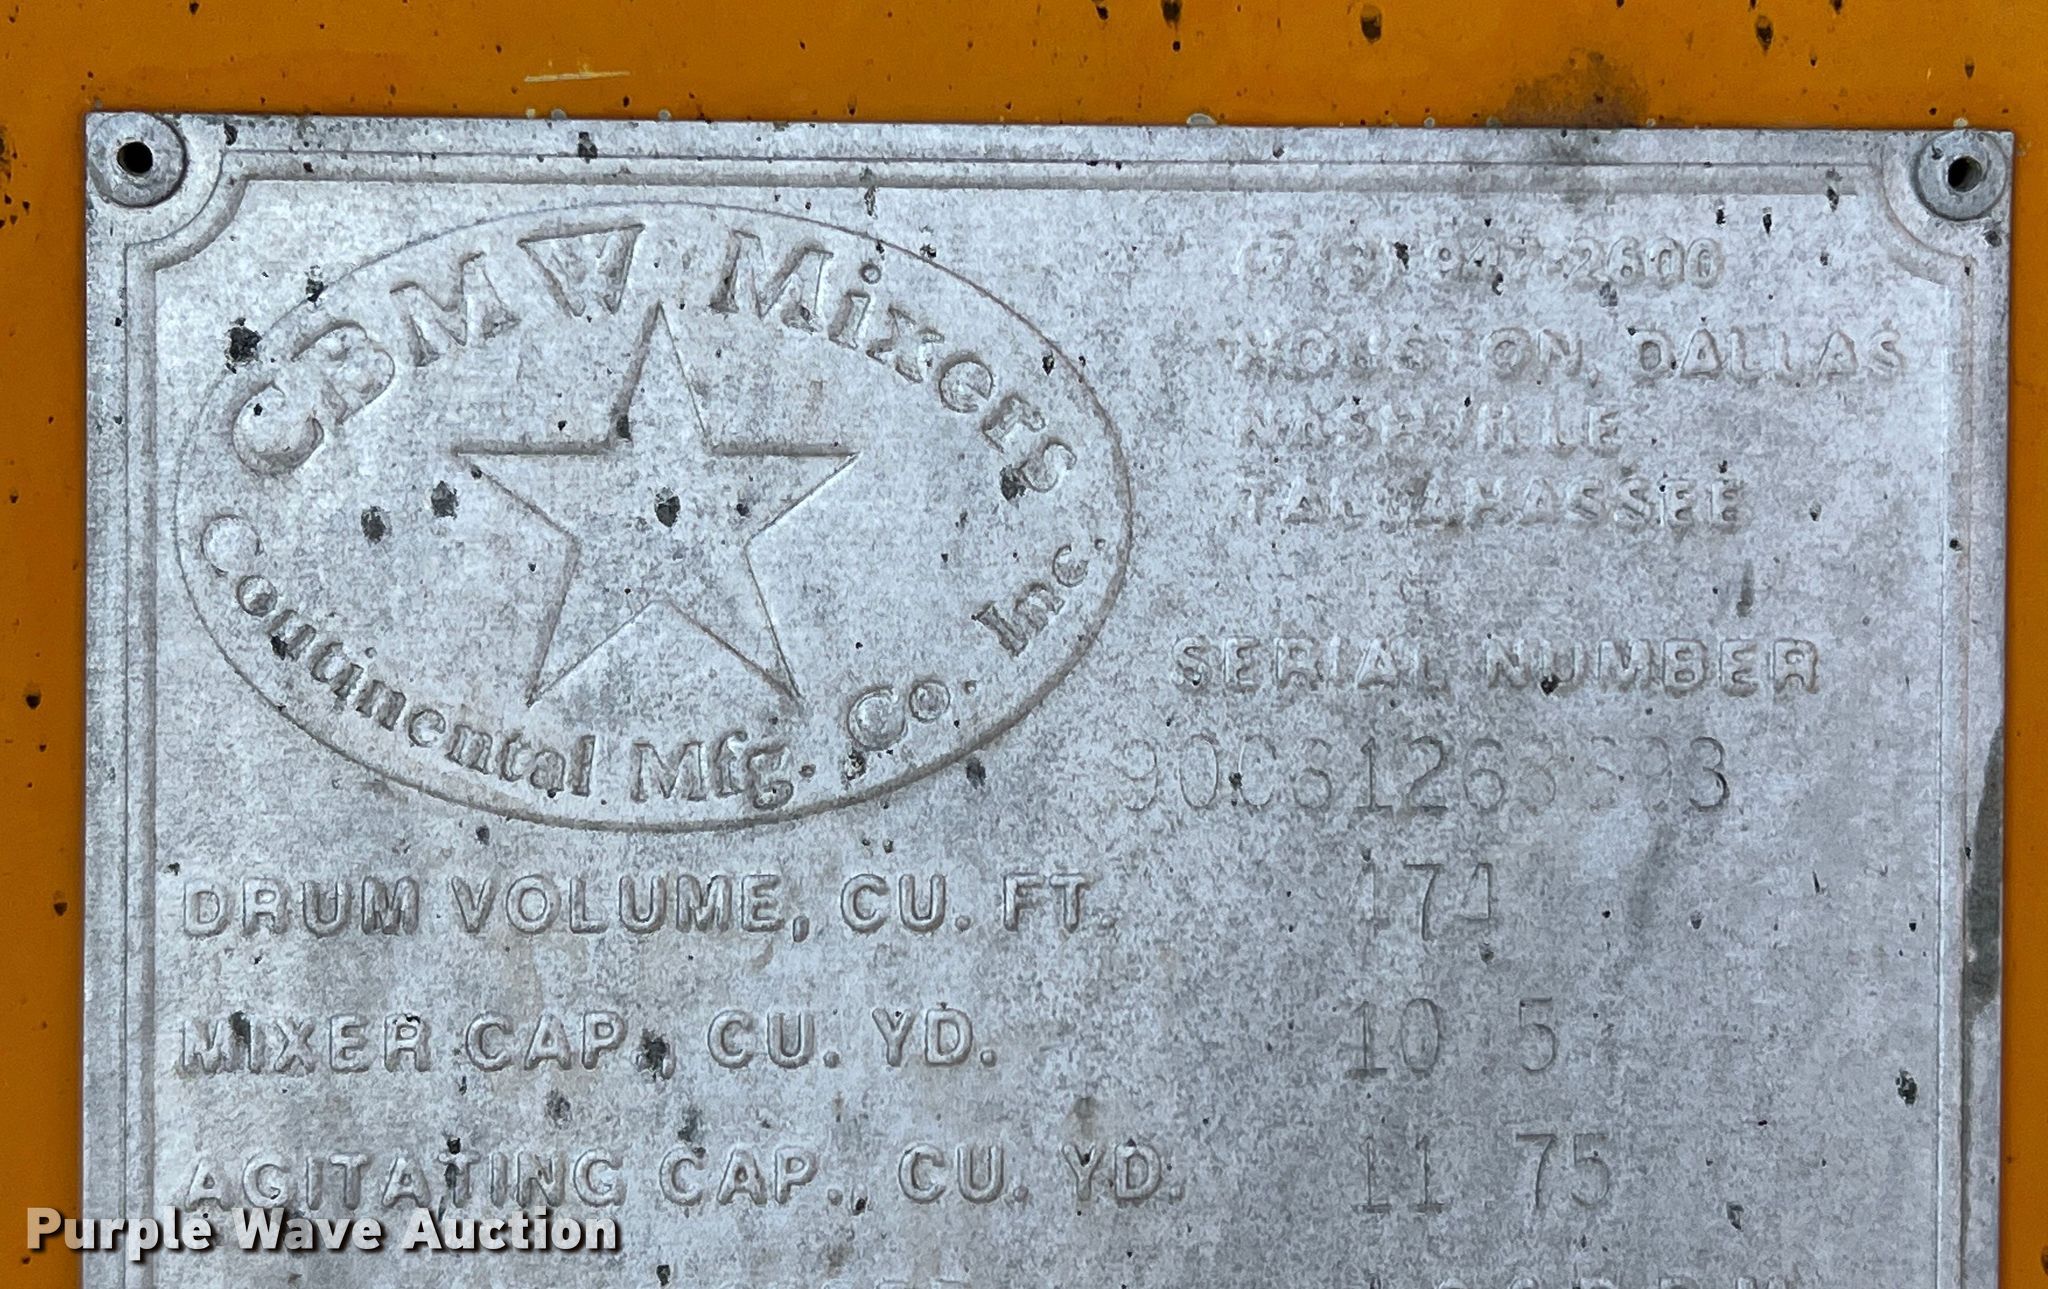 CBMW Mixers
Continental Mfg. Co. Inc.
HOUSTON, DALLAS
NASHVILLE
TALLAHASSEE
SERIAL NUMBER
DRUM VOLUME, CU. FT. 174
MIXER CAP., CU. YD. 10 5
AGITATING CAP., CU. YD. 11 75
Purple Wave Auction